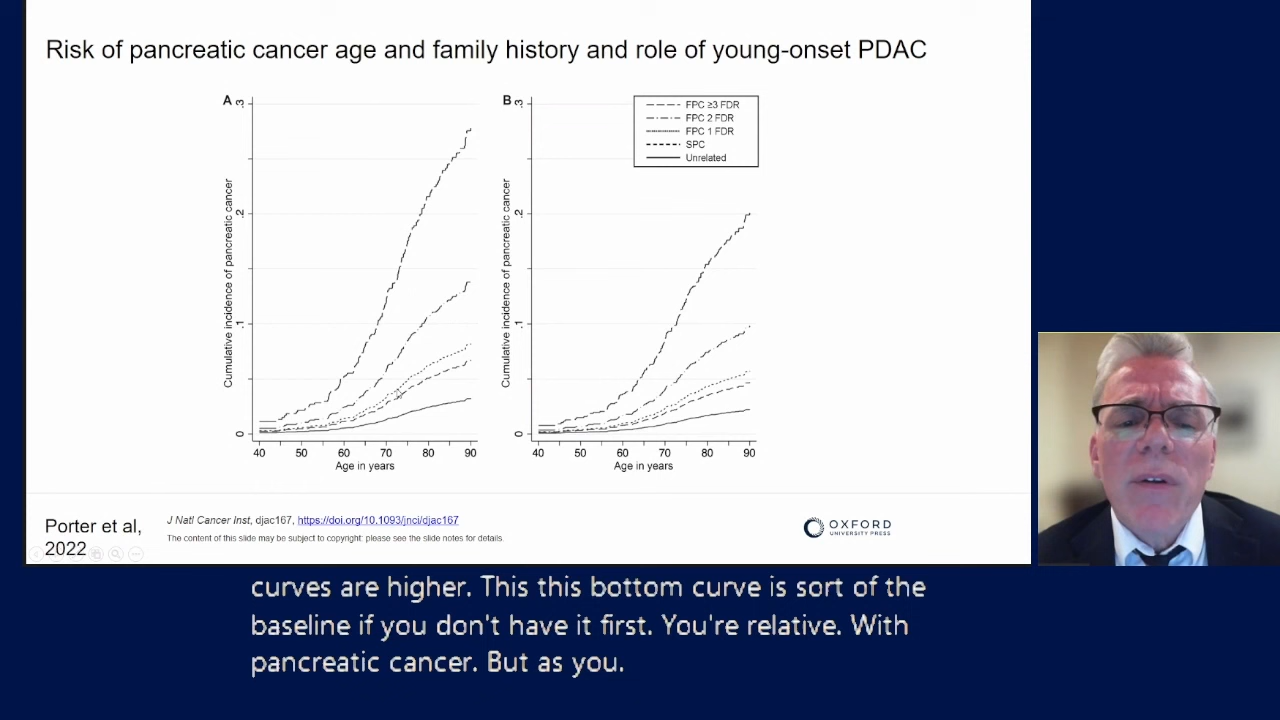 Risk of pancreatic cancer age and family history and role of young-onset PDAC
A
.3
.2
.1
0
Cumulative incidence of pancreatic cancer
40 50 60 70 80 90
Age in years
B
.3
.2
.1
0
Cumulative incidence of pancreatic cancer
40 50 60 70 80 90
Age in years
FPC ≥3 FDR
FPC 2 FDR
FPC 1 FDR
SPC
Unrelated
Porter et al,
2022
J Natl Cancer Inst, djac167, https://doi.org/10.1093/jnci/djac167
The content of this slide may be subject to copyright: please see the slide notes for details.
OXFORD
UNIVERSITY PRESS
curves are higher. This this bottom curve is sort of the
baseline if you don't have it first. You're relative. With
pancreatic cancer. But as you.